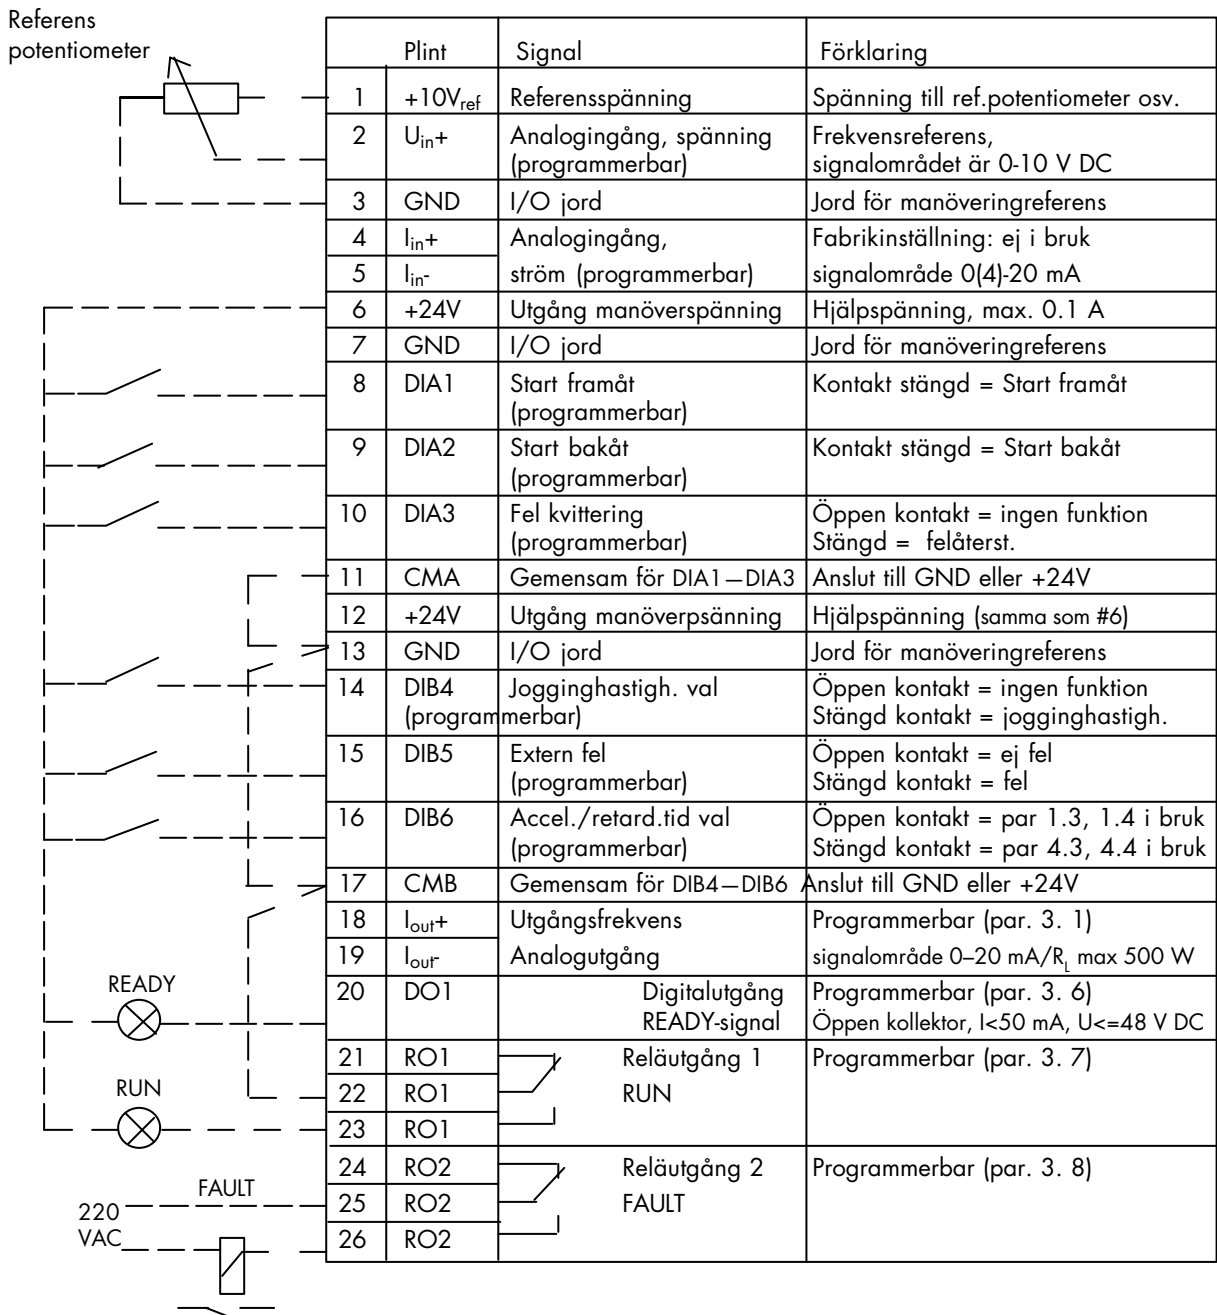 Referens
potentiometer
Plint Signal Förklaring
1 +10Vref Referensspänning Spänning till ref.potentiometer osv.
2 Uin+ Analogingång, spänning Frekvensreferens,
(programmerbar) signalområdet är 0-10 V DC
3 GND I/O jord Jord för manöveringreferens
4 Iin+ Analogingång, Fabrikinställning: ej i bruk
5 Iin- ström (programmerbar) signalområde 0(4)-20 mA
6 +24V Utgång manöverspänning Hjälpspänning, max. 0.1 A
7 GND I/O jord Jord för manöveringreferens
8 DIA1 Start framåt Kontakt stängd = Start framåt
(programmerbar)
9 DIA2 Start bakåt Kontakt stängd = Start bakåt
(programmerbar)
10 DIA3 Fel kvittering Öppen kontakt = ingen funktion
(programmerbar) Stängd = felåterst.
11 CMA Gemensam för DIA1—DIA3 Anslut till GND eller +24V
12 +24V Utgång manöverpsänning Hjälpspänning (samma som #6)
13 GND I/O jord Jord för manöveringreferens
14 DIB4 Jogginghastigh. val Öppen kontakt = ingen funktion
(programmerbar) Stängd kontakt = jogginghastigh.
15 DIB5 Extern fel Öppen kontakt = ej fel
(programmerbar) Stängd kontakt = fel
16 DIB6 Accel./retard.tid val Öppen kontakt = par 1.3, 1.4 i bruk
(programmerbar) Stängd kontakt = par 4.3, 4.4 i bruk
17 CMB Gemensam för DIB4—DIB6 Anslut till GND eller +24V
18 Iout+ Utgångsfrekvens Programmerbar (par. 3. 1)
19 Iout- Analogutgång signalområde 0–20 mA/RL max 500 W
READY
20 DO1 Digitalutgång Programmerbar (par. 3. 6)
READY-signal Öppen kollektor, I<50 mA, U<=48 V DC
21 RO1 Reläutgång 1 Programmerbar (par. 3. 7)
RUN
22 RO1 RUN
23 RO1
24 RO2 Reläutgång 2 Programmerbar (par. 3. 8)
FAULT
25 RO2 FAULT
220
VAC
26 RO2